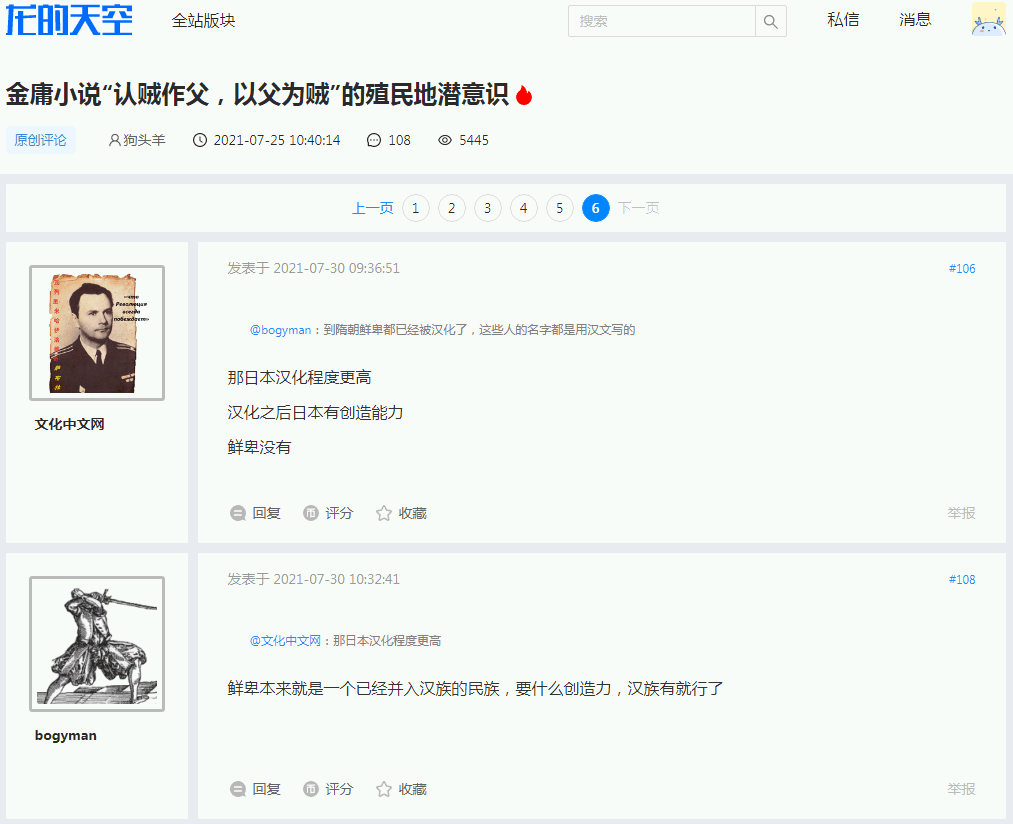 龙的天空
全站版块
搜索
私信
消息
金庸小说“认贼作父，以父为贼”的殖民地潜意识
原创评论
狗头羊
2021-07-25 10:40:14
108
5445
上一页 1 2 3 4 5 6 下一页
发表于 2021-07-30 09:36:51
#106
«что
Революция
всегда
побеждает»
文化中文网
@bogyman：到隋朝鲜卑都已经被汉化了，这些人的名字都是用汉文写的
那日本汉化程度更高
汉化之后日本有创造能力
鲜卑没有
回复 评分 收藏
举报
发表于 2021-07-30 10:32:41
#108
bogyman
@文化中文网：那日本汉化程度更高
鲜卑本来就是一个已经并入汉族的民族，要什么创造力，汉族有就行了
回复 评分 收藏
举报